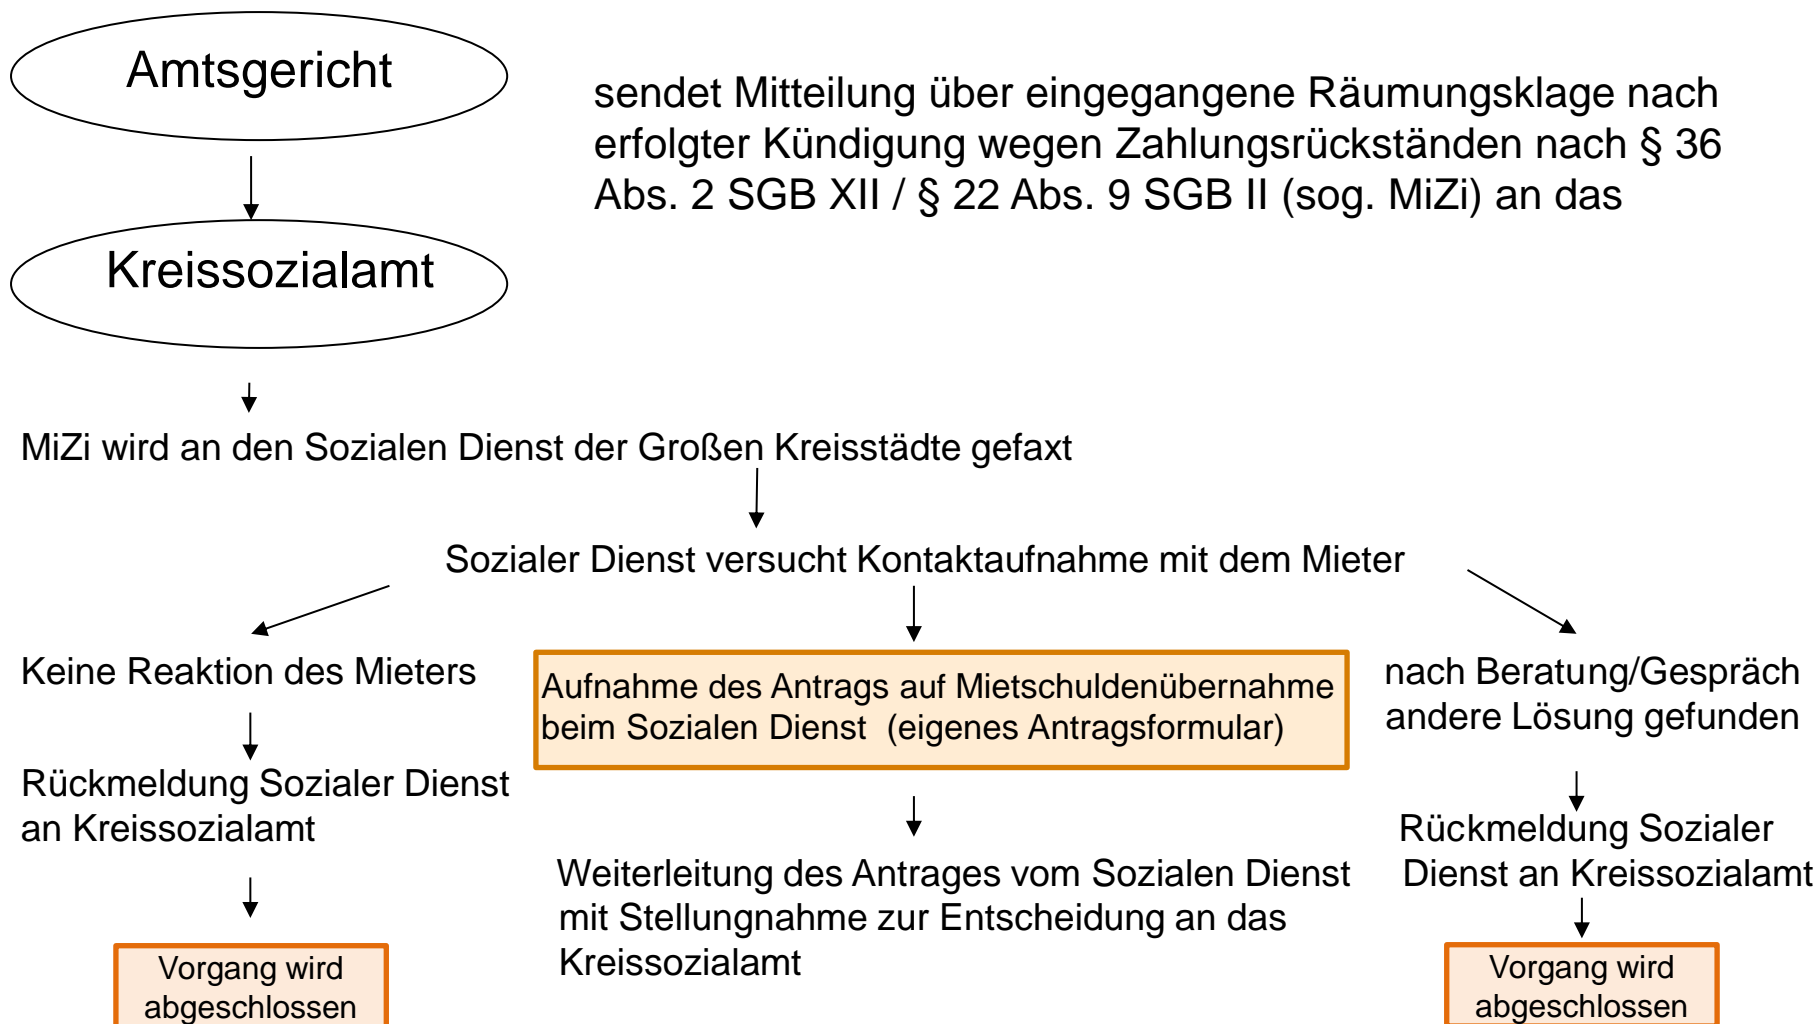 Amtsgericht
sendet Mitteilung über eingegangene Räumungsklage nach
erfolgter Kündigung wegen Zahlungsrückständen nach § 36
Abs. 2 SGB XII / § 22 Abs. 9 SGB II (sog. MiZi) an das
Kreissozialamt
MiZi wird an den Sozialen Dienst der Großen Kreisstädte gefaxt
Sozialer Dienst versucht Kontaktaufnahme mit dem Mieter
Keine Reaktion des Mieters
Rückmeldung Sozialer Dienst
an Kreissozialamt
Vorgang wird
abgeschlossen
Aufnahme des Antrags auf Mietschuldenübernahme
beim Sozialen Dienst (eigenes Antragsformular)
Weiterleitung des Antrages vom Sozialen Dienst
mit Stellungnahme zur Entscheidung an das
Kreissozialamt
nach Beratung/Gespräch
andere Lösung gefunden
Rückmeldung Sozialer
Dienst an Kreissozialamt
Vorgang wird
abgeschlossen